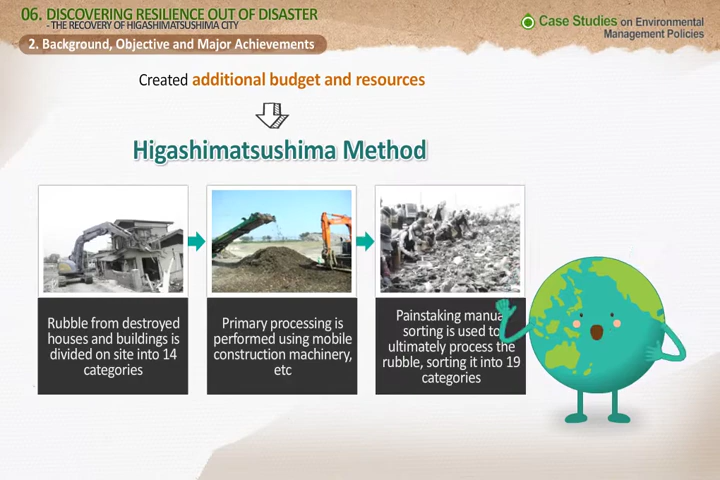 06. DISCOVERING RESILIENCE OUT OF DISASTER
- THE RECOVERY OF HIGASHIMATSUSHIMA CITY
Case Studies on Environmental
Management Policies
2. Background, Objective and Major Achievements
Created additional budget and resources
Higashimatsushima Method
Rubble from destroyed
houses and buildings is
divided on site into 14
categories
Primary processing is
performed using mobile
construction machinery,
etc
Painstaking manua
sorting is used to
ultimately process the
rubble, sorting it into 19
categories